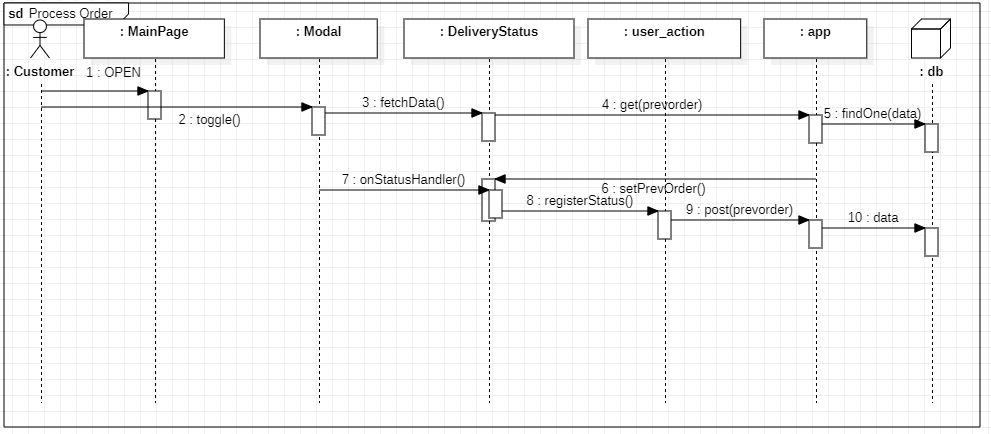 sd Process Order
: Customer
: MainPage
: Modal
: DeliveryStatus
: user_action
: app
: db
1 : OPEN
2 : toggle()
3 : fetchData()
4 : get(prevorder)
5 : findOne(data)
6 : setPrevOrder()
7 : onStatusHandler()
8 : registerStatus()
9 : post(prevorder)
10 : data